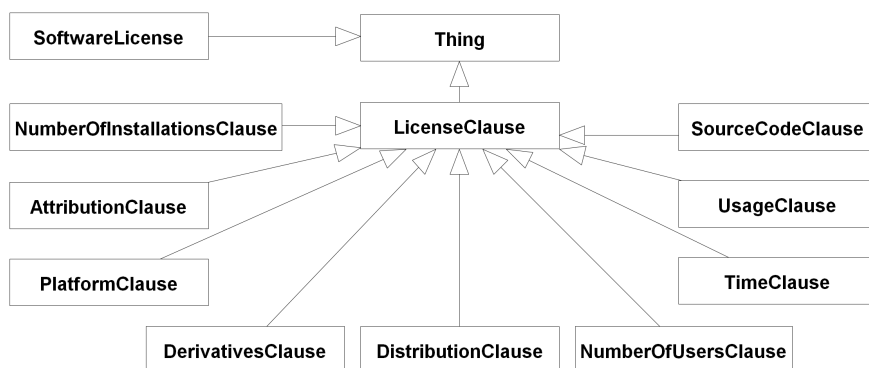 SoftwareLicense
Thing
NumberOfInstallationsClause
LicenseClause
SourceCodeClause
AttributionClause
UsageClause
PlatformClause
TimeClause
DerivativesClause
DistributionClause
NumberOfUsersClause